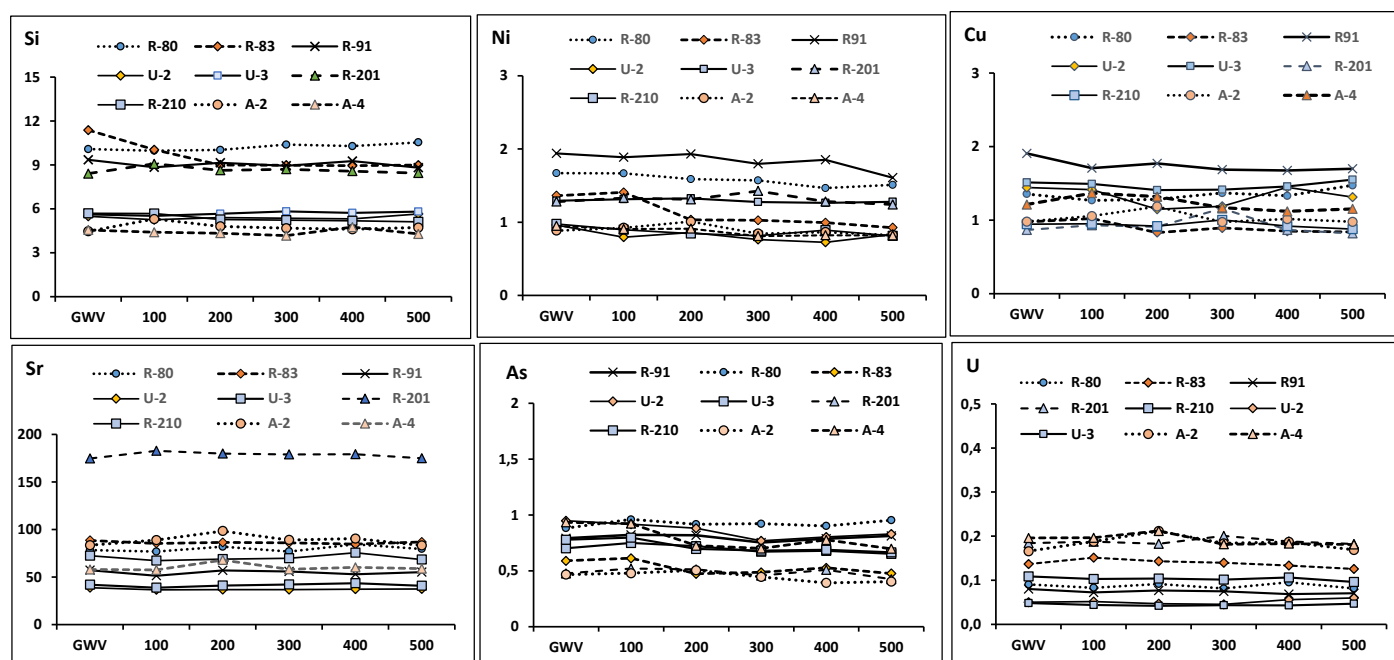 Si
R-80 R-83 R-91
U-2 U-3 R-201
R-210 A-2 A-4
15
12
9
6
3
0
GWV 100 200 300 400 500
Ni
R-80 R-83 R91
U-2 U-3 R-201
R-210 A-2 A-4
3
2
1
0
GWV 100 200 300 400 500
Cu
R-80 R-83 R91
U-2 U-3 R-201
R-210 A-2 A-4
3
2
1
0
GWV 100 200 300 400 500
Sr
R-80 R-83 R-91
U-2 U-3 R-201
R-210 A-2 A-4
200
150
100
50
0
GWV 100 200 300 400 500
As
R-91 R-80 R-83
U-2 U-3 R-201
R-210 A-2 A-4
2
1,5
1
0,5
0
GWV 100 200 300 400 500
U
R-80 R-83 R91
R-201 R-210 U-2
U-3 A-2 A-4
0,5
0,4
0,3
0,2
0,1
0,0
GWV 100 200 300 400 500